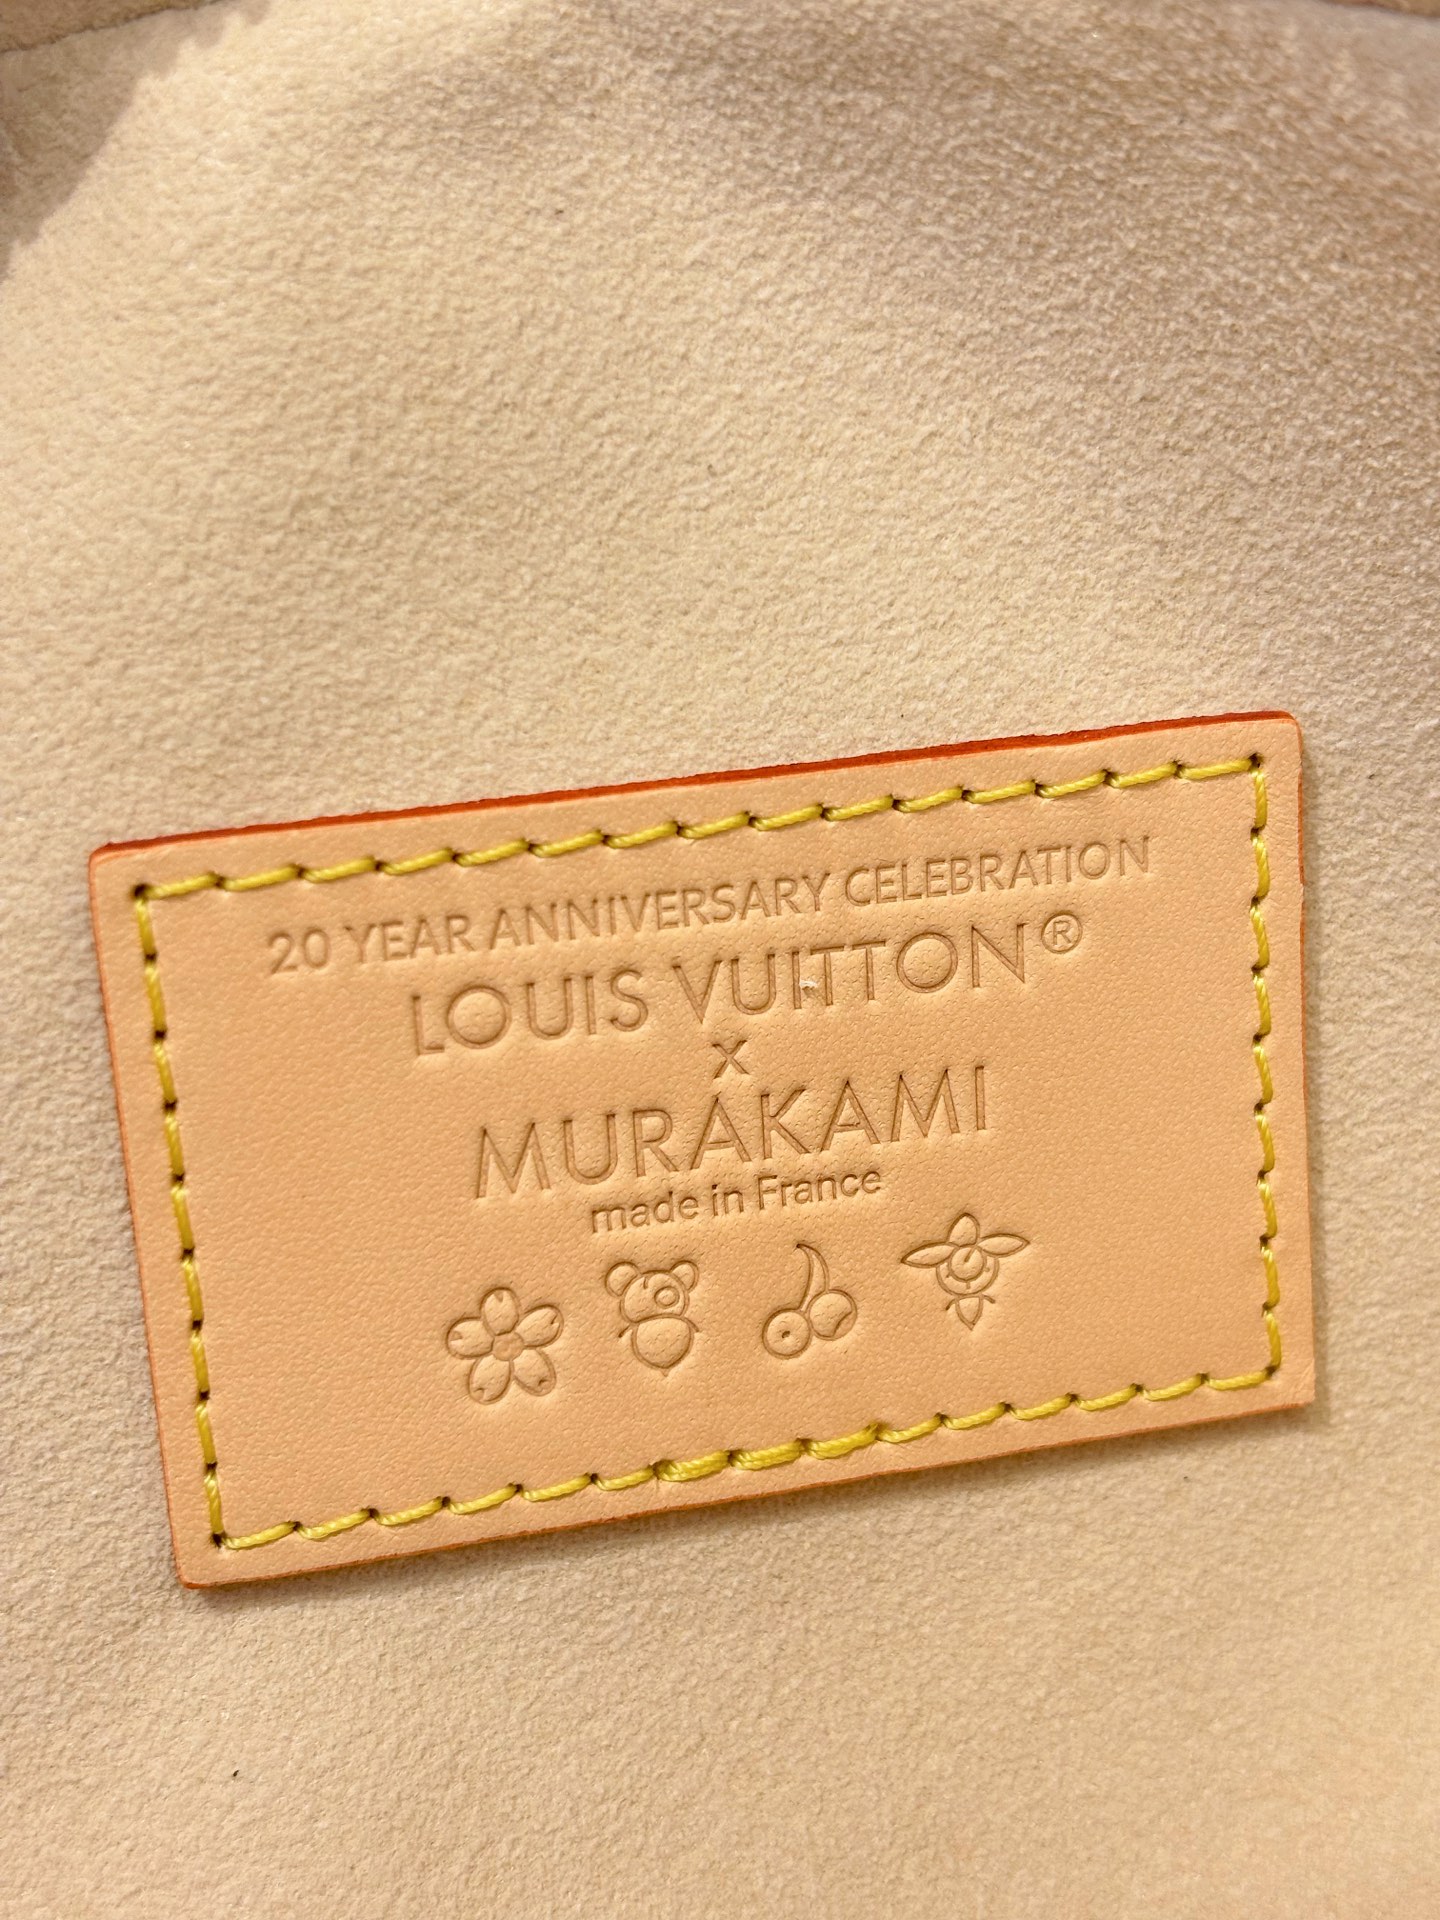 20 YEAR ANNIVERSARY CELEBRATION
LOUIS VUITTON®
x
MURAKAMI
made in France